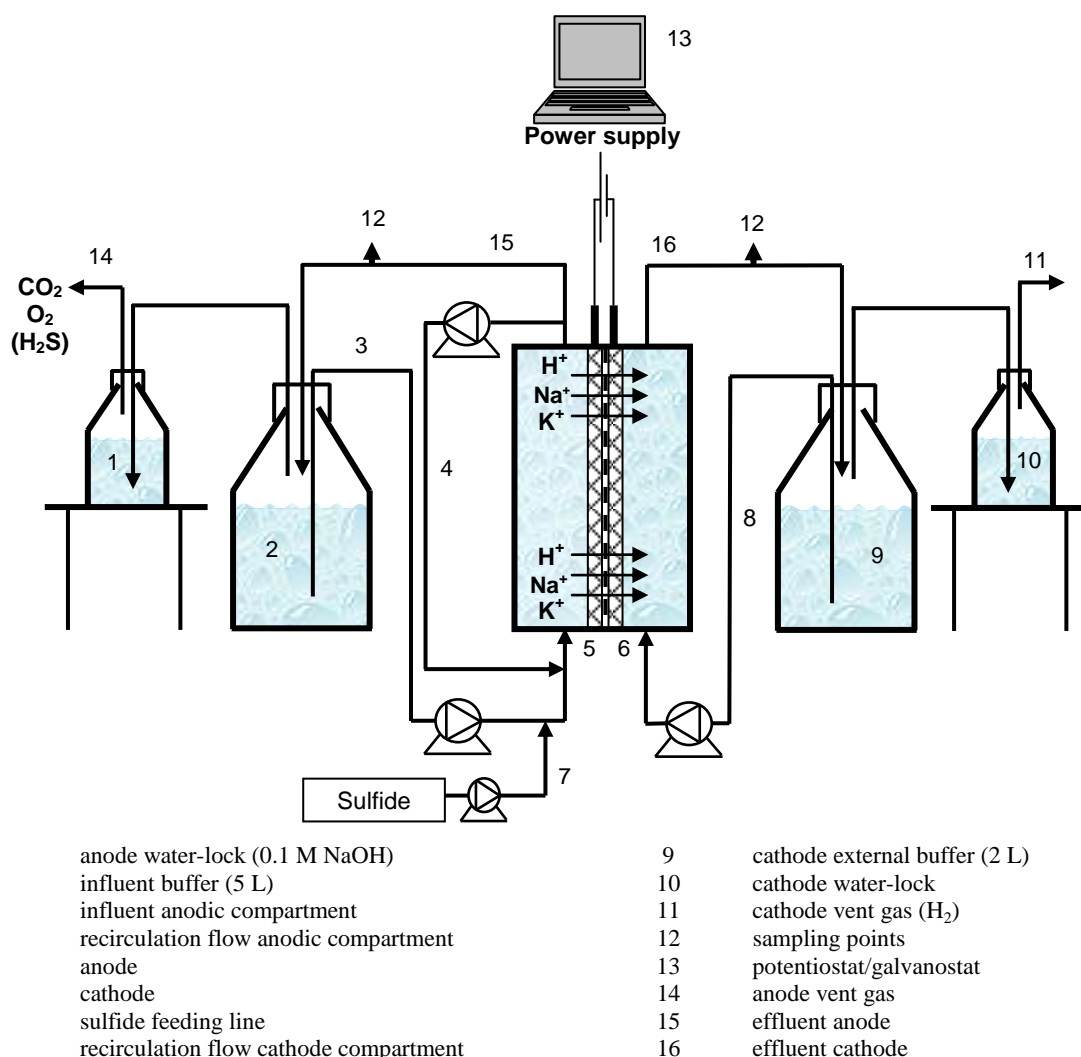 13
Power supply
12
15
16
12
14
11
CO₂
O₂
(H₂S)
3
H⁺
Na⁺
K⁺
1
10
4
8
2
9
H⁺
Na⁺
K⁺
5
6
7
Sulfide
anode water-lock (0.1 M NaOH)
influent buffer (5 L)
influent anodic compartment
recirculation flow anodic compartment
anode
cathode
sulfide feeding line
recirculation flow cathode compartment
9 cathode external buffer (2 L)
10 cathode water-lock
11 cathode vent gas (H₂)
12 sampling points
13 potentiostat/galvanostat
14 anode vent gas
15 effluent anode
16 effluent cathode